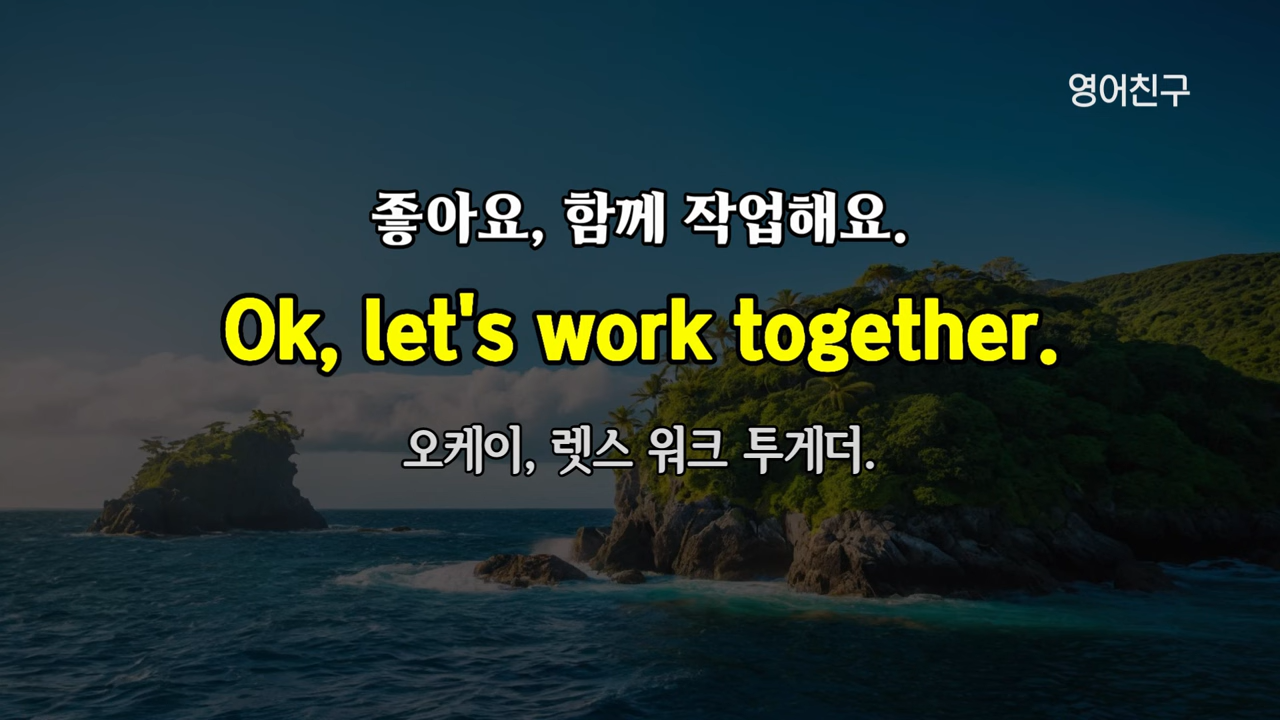 영어친구
좋아요, 함께 작업해요.
Ok, let's work together.
오케이, 렛스 워크 투게더.